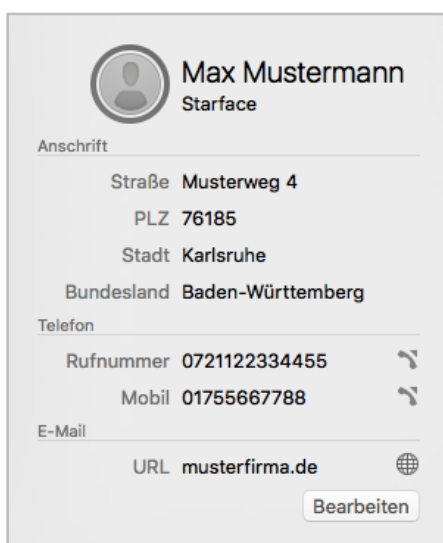 Max Mustermann
Starface
Anschrift
Straße Musterweg 4
PLZ 76185
Stadt Karlsruhe
Bundesland Baden-Württemberg
Telefon
Rufnummer 0721122334455
Mobil 01755667788
E-Mail
URL musterfirma.de
Bearbeiten